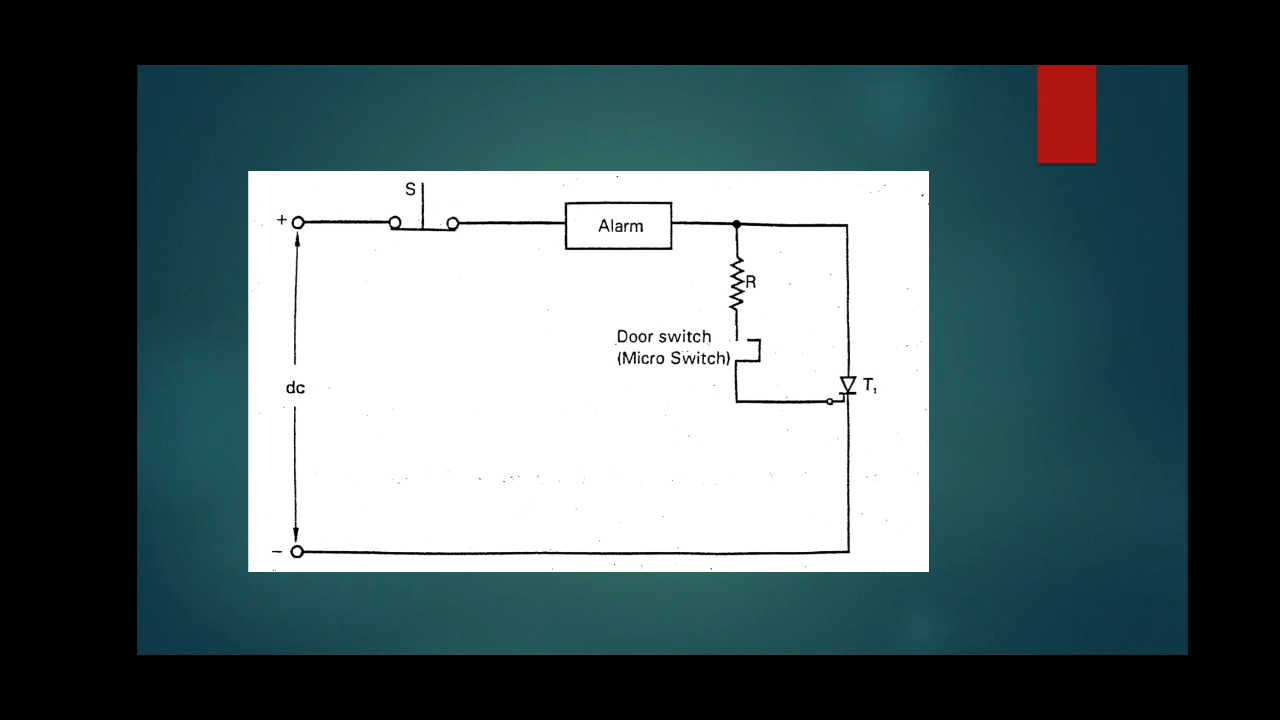 S
+
Alarm
R
Door switch
(Micro Switch)
dc
T₁
−